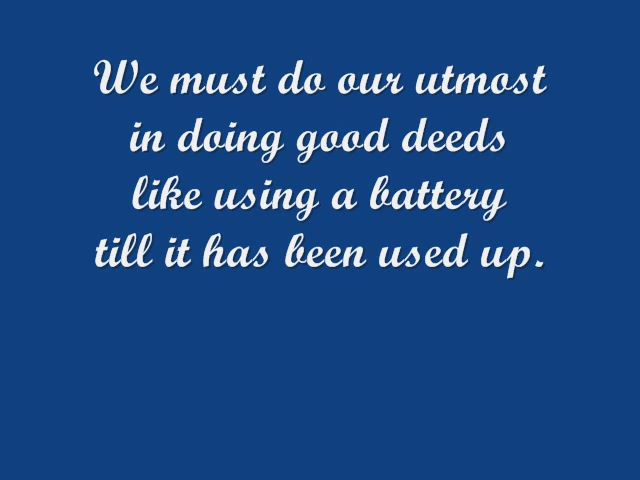 We must do our utmost
in doing good deeds
like using a battery
till it has been used up.